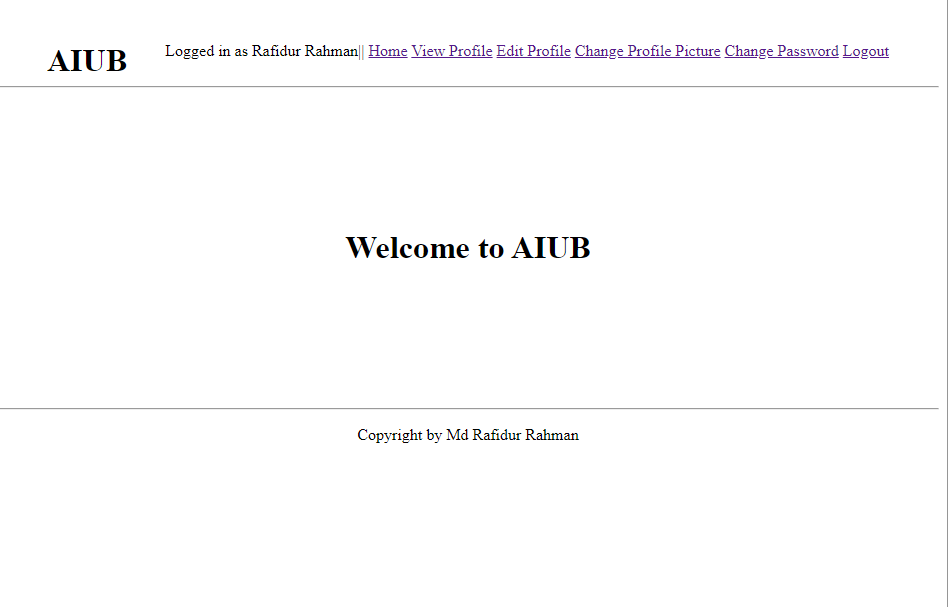 AIUB
Logged in as Rafidur Rahman|| Home View Profile Edit Profile Change Profile Picture Change Password Logout
Welcome to AIUB
Copyright by Md Rafidur Rahman